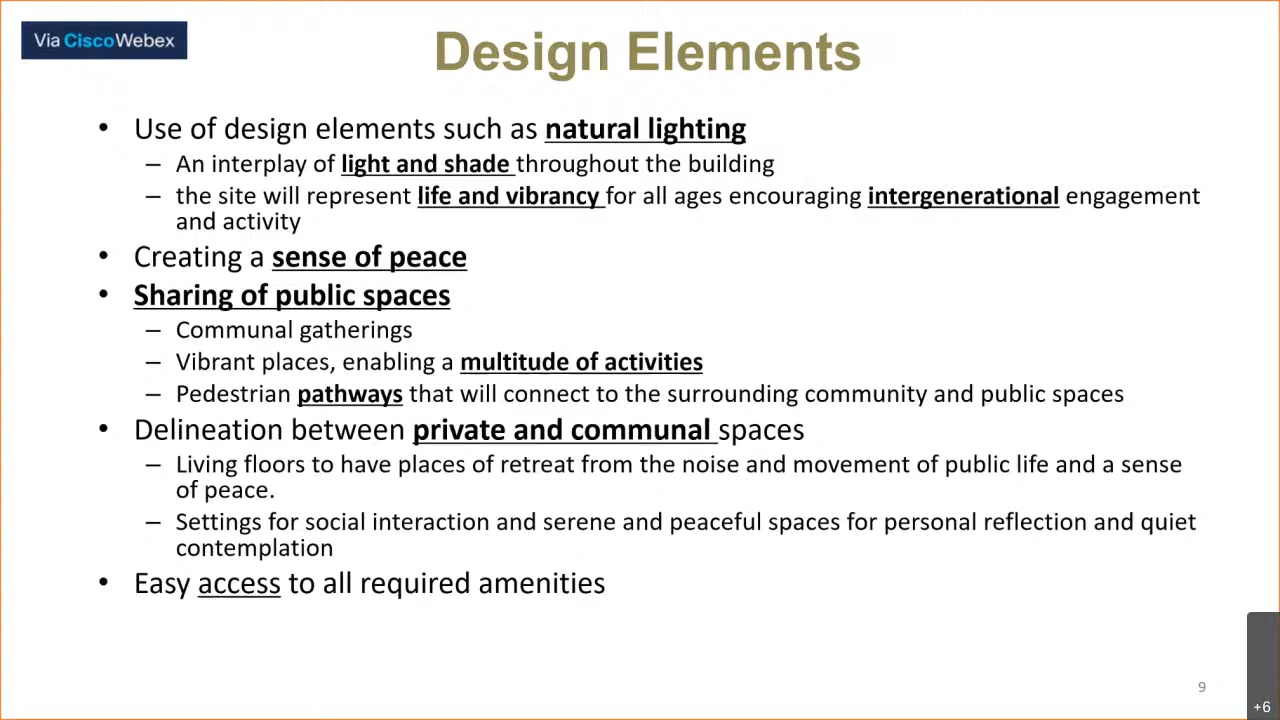 Via CiscoWebex
Design Elements
• Use of design elements such as natural lighting
– An interplay of light and shade throughout the building
– the site will represent life and vibrancy for all ages encouraging intergenerational engagement
and activity
• Creating a sense of peace
• Sharing of public spaces
– Communal gatherings
– Vibrant places, enabling a multitude of activities
– Pedestrian pathways that will connect to the surrounding community and public spaces
• Delineation between private and communal spaces
– Living floors to have places of retreat from the noise and movement of public life and a sense
of peace.
– Settings for social interaction and serene and peaceful spaces for personal reflection and quiet
contemplation
• Easy access to all required amenities
9
+6